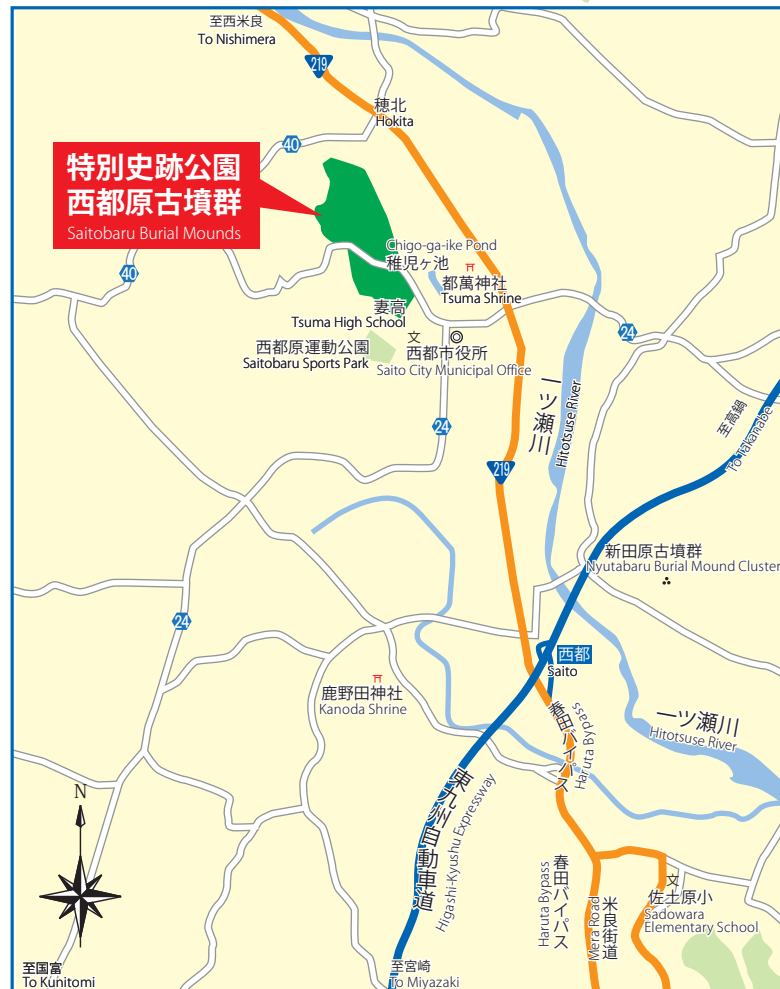 至西米良
To Nishimera
219
穂北
Hokita
40
特別史跡公園
西都原古墳群
Saitobaru Burial Mounds
Chigo-ga-ike Pond
稚児ヶ池
40
都萬神社
Tsuma Shrine
妻高
Tsuma High School
文
西都原運動公園
Saitobaru Sports Park
西都市役所
Saito City Municipal Office
24
一ツ瀬川
Hitotsuse River
至高鍋
To Takanabe
24
219
新田原古墳群
Nyutabaru Burial Mound Cluster
24
西都
Saito
鹿野田神社
Kanoda Shrine
春田バイパス
Haruta Bypass
一ツ瀬川
Hitotsuse River
東九州自動車道
Higashi-Kyushu Expressway
N
春田バイパス
Haruta Bypass
米良街道
Mera Road
文
佐土原小
Sadowara
Elementary School
至国富
To Kunitomi
至宮崎
To Miyazaki